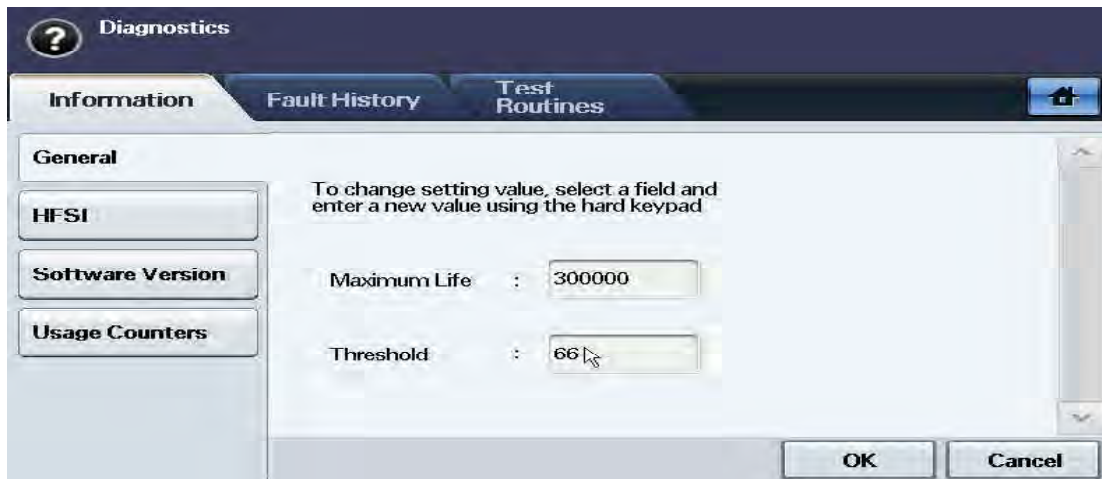 Diagnostics
Information
Fault History
Test
Routines
General
HFSI
Software Version
Usage Counters
To change setting value, select a field and
enter a new value using the hard keypad
Maximum Life : 300000
Threshold : 66
OK
Cancel